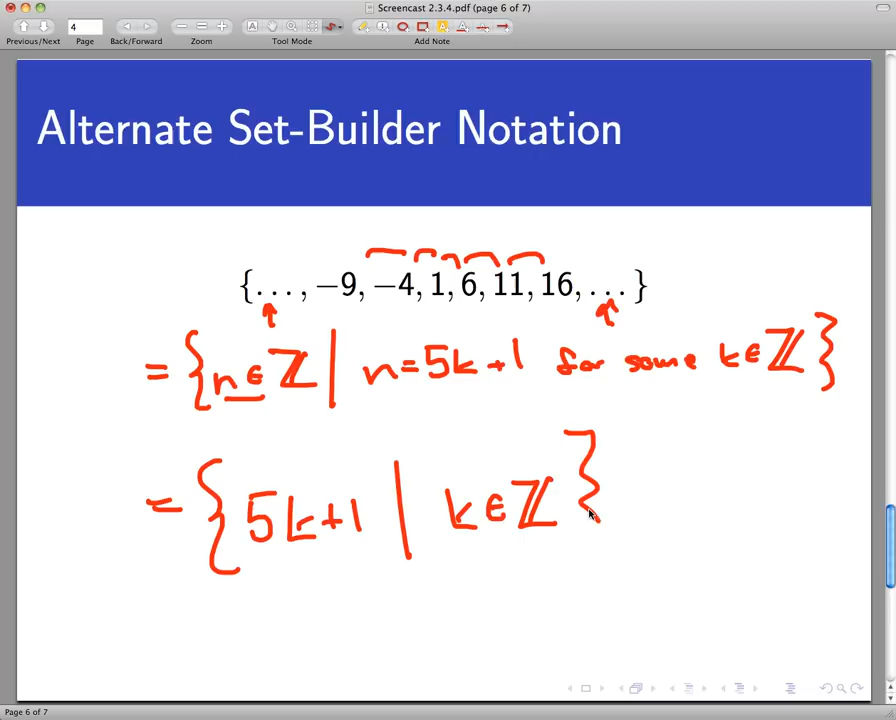 Screencast 2.3.4.pdf (page 6 of 7)
4
Previous/Next Page Back/Forward Zoom Tool Mode Add Note
Alternate Set-Builder Notation
{..., −9, −4, 1, 6, 11, 16, ...}
= {n ∈ ℤ | n = 5k + 1 for some k ∈ ℤ}
= {5k+1 | k ∈ ℤ}
Page 6 of 7